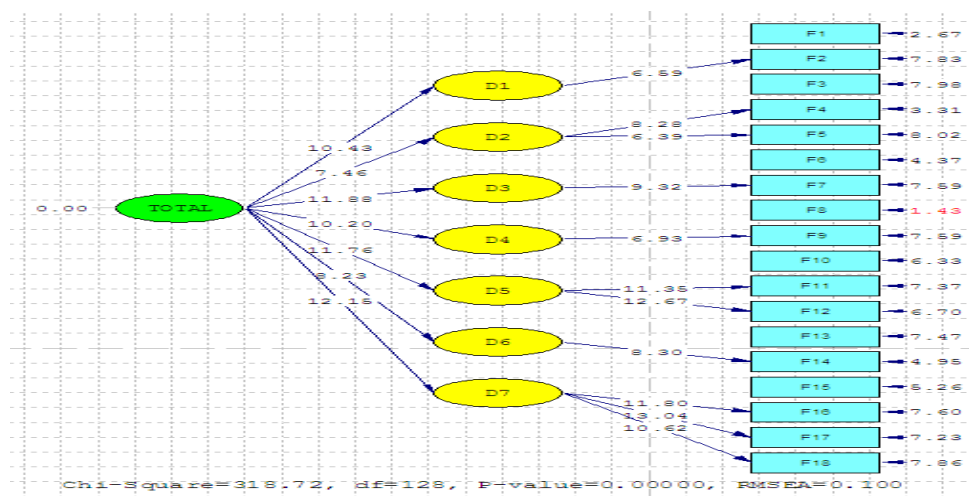 F1 2.67
F2 7.83
F3 7.98
F4 3.31
F5 8.02
F6 4.37
F7 7.59
F8 1.43
F9 7.59
F10 6.33
F11 7.37
F12 6.70
F13 7.47
F14 4.95
F15 5.26
F16 7.60
F17 7.23
F18 7.86
D1 6.59
D2 8.28
6.39
D3 9.32
D4 6.93
D5 11.35
12.67
D6 8.30
D7 11.80
13.04
10.62
10.43
7.46
11.88
10.20
11.76
12.15
0.00 TOTAL
Chi-Square=318.72, df=128, P-value=0.00000, RMSEA=0.100